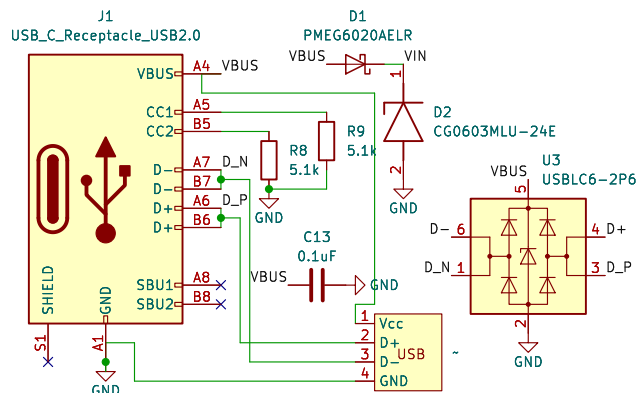 J1
USB_C_Receptacle_USB2.0
VBUS
A4
VBUS
CC1
A5
CC2
B5
D-
A7
D_N
D-
B7
D+
A6
D_P
D+
B6
SBU1
A8
SBU2
B8
SHIELD
GND
S1
A1
GND
R8
5.1k
R9
5.1k
GND
D1
PMEG6020AELR
VBUS
VIN
1
D2
CG0603MLU-24E
2
GND
C13
0.1uF
VBUS
GND
1
Vcc
2
D+
3
D-
4
GND
USB
~
U3
USBLC6-2P6
VBUS
5
D-
6
4
D+
D_N
1
3
D_P
2
GND